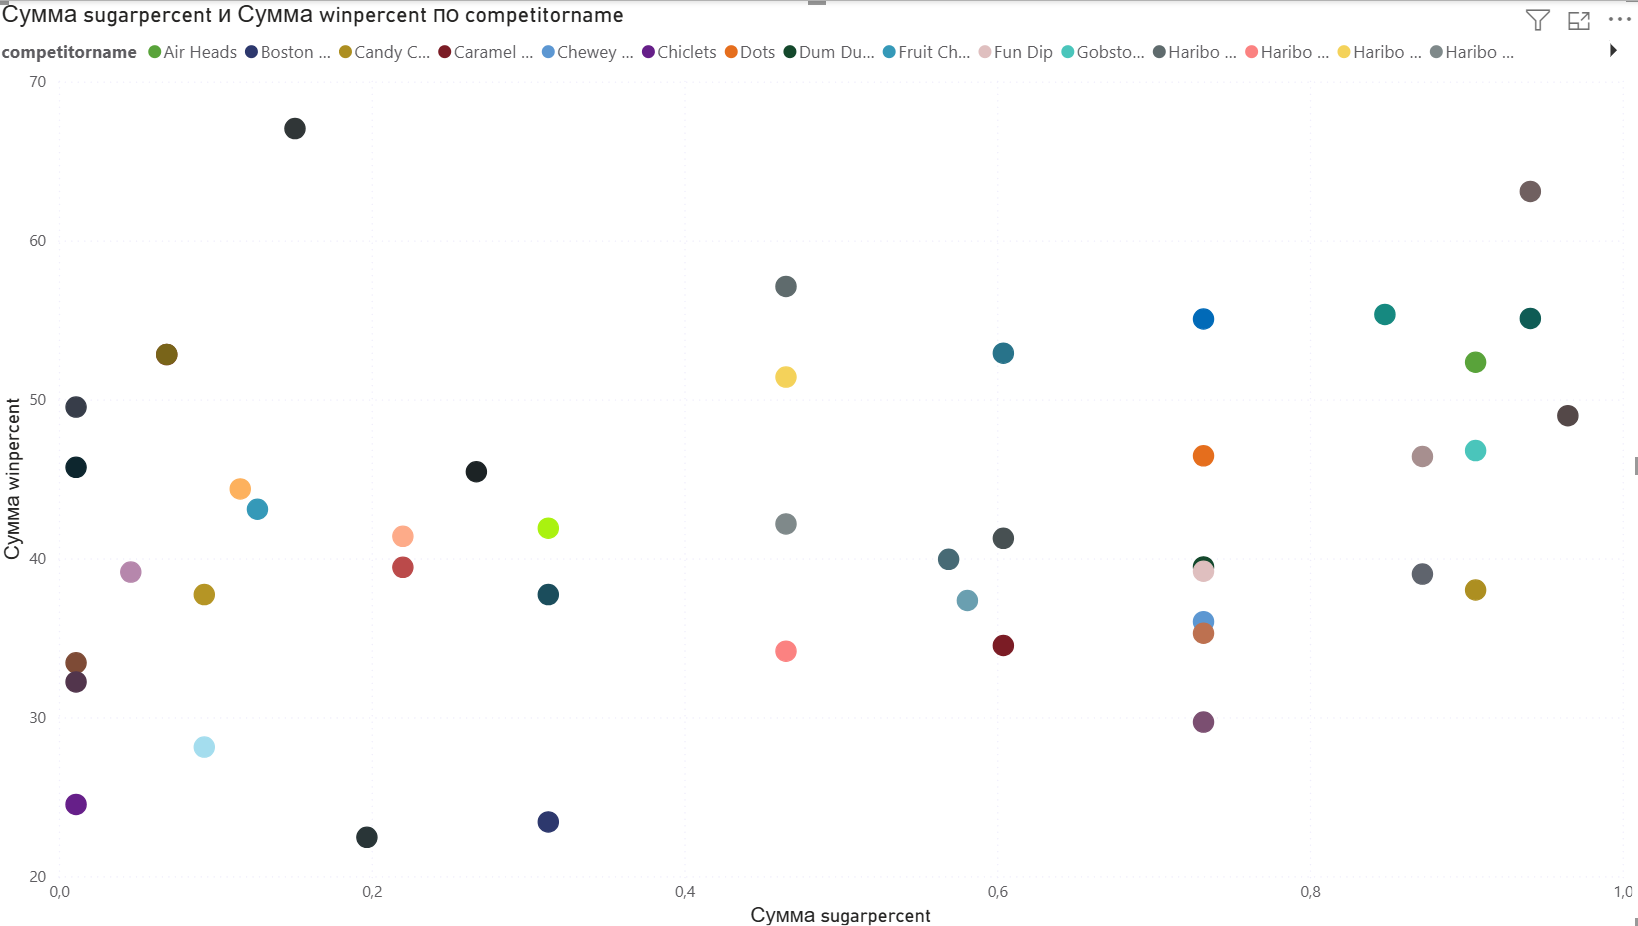 Сумма sugarpercent и Сумма winpercent по competitorname
competitorname Air Heads Boston ... Candy C... Caramel ... Chewey ... Chiclets Dots Dum Du... Fruit Ch... Fun Dip Gobsto... Haribo ... Haribo ... Haribo ... Haribo ...
70
60
50
40
30
20
Сумма winpercent
0,0 0,2 0,4 0,6 0,8 1,0
Сумма sugarpercent